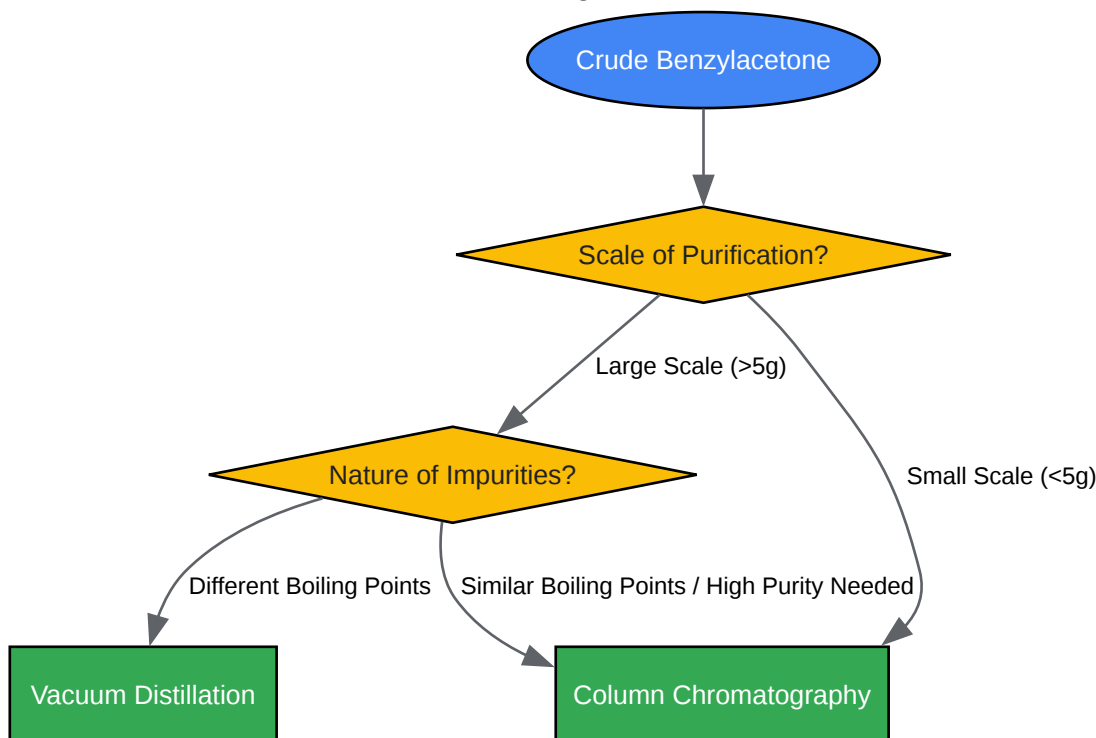 Crude Benzylacetone
Scale of Purification?
Large Scale (>5g)
Nature of Impurities?
Small Scale (<5g)
Different Boiling Points
Similar Boiling Points / High Purity Needed
Vacuum Distillation
Column Chromatography